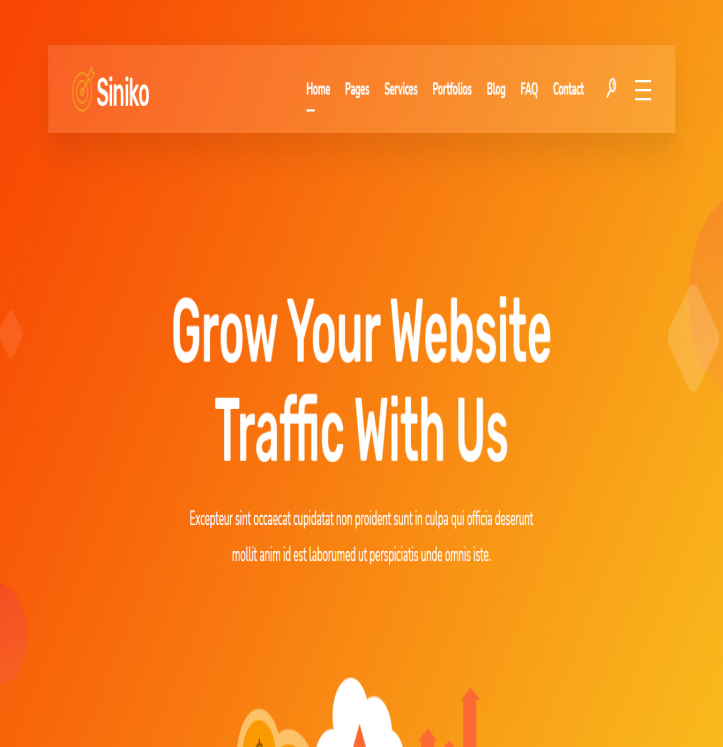 Siniko
Home Pages Services Portfolios Blog FAQ Contact
Grow Your Website
Traffic With Us
Excepteur sint occaecat cupidatat non proident sunt in culpa qui officia deserunt
mollit anim id est laborumed ut perspiciatis unde omnis iste.